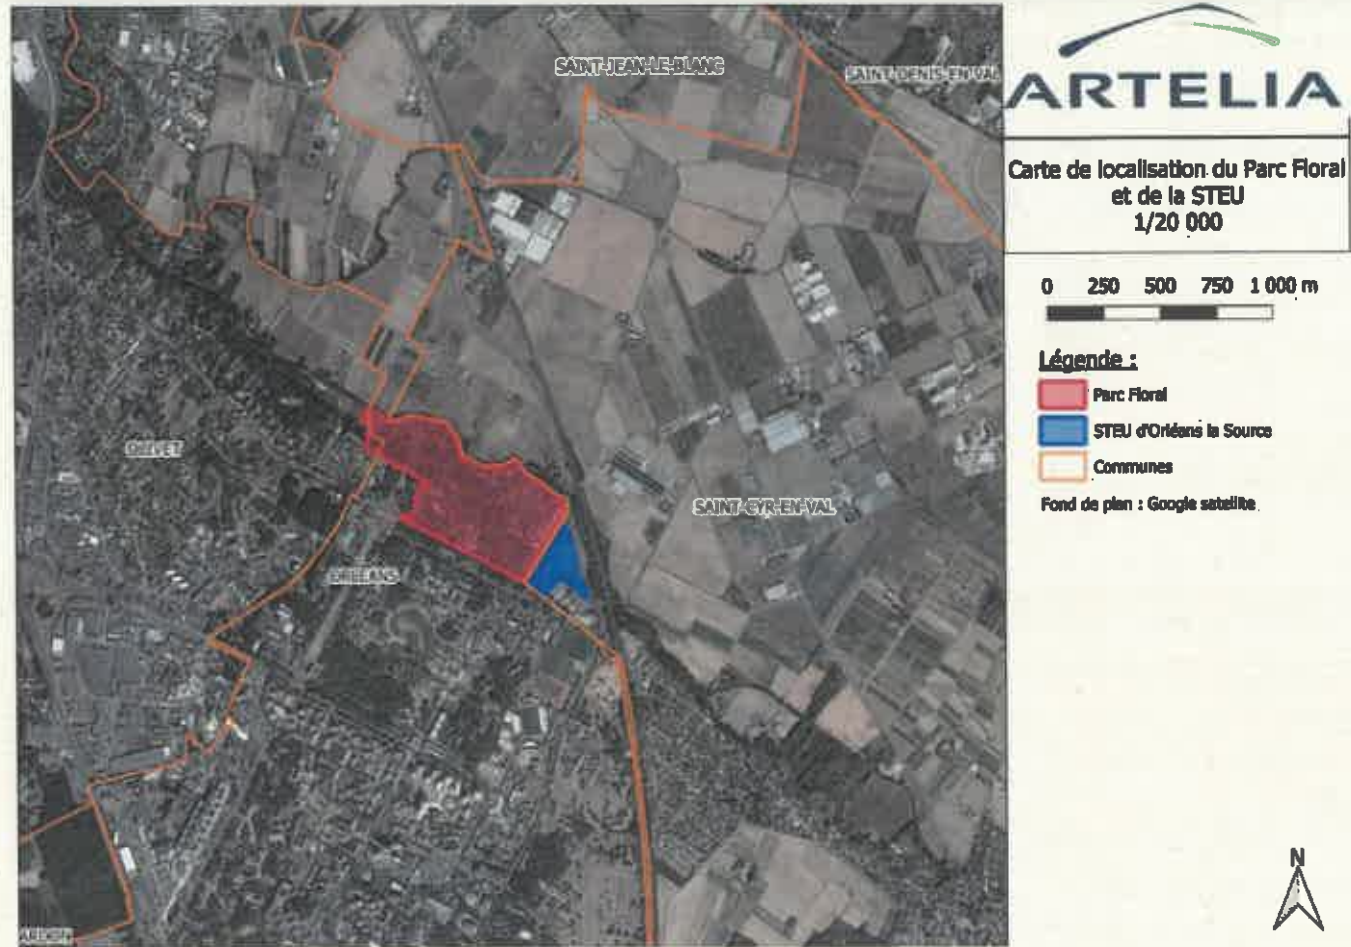 SAINT-JEAN-LE-BLANC
SAINT-DENIS-EN-VAL
OLIVET
SAINT-CYR-EN-VAL
ORLEANS
ARDON
ARTELIA
Carte de localisation du Parc Floral
et de la STEU
1/20 000
0 250 500 750 1 000 m
Légende :
Parc Floral
STEU d'Orléans la Source
Communes
Fond de plan : Google satellite
N